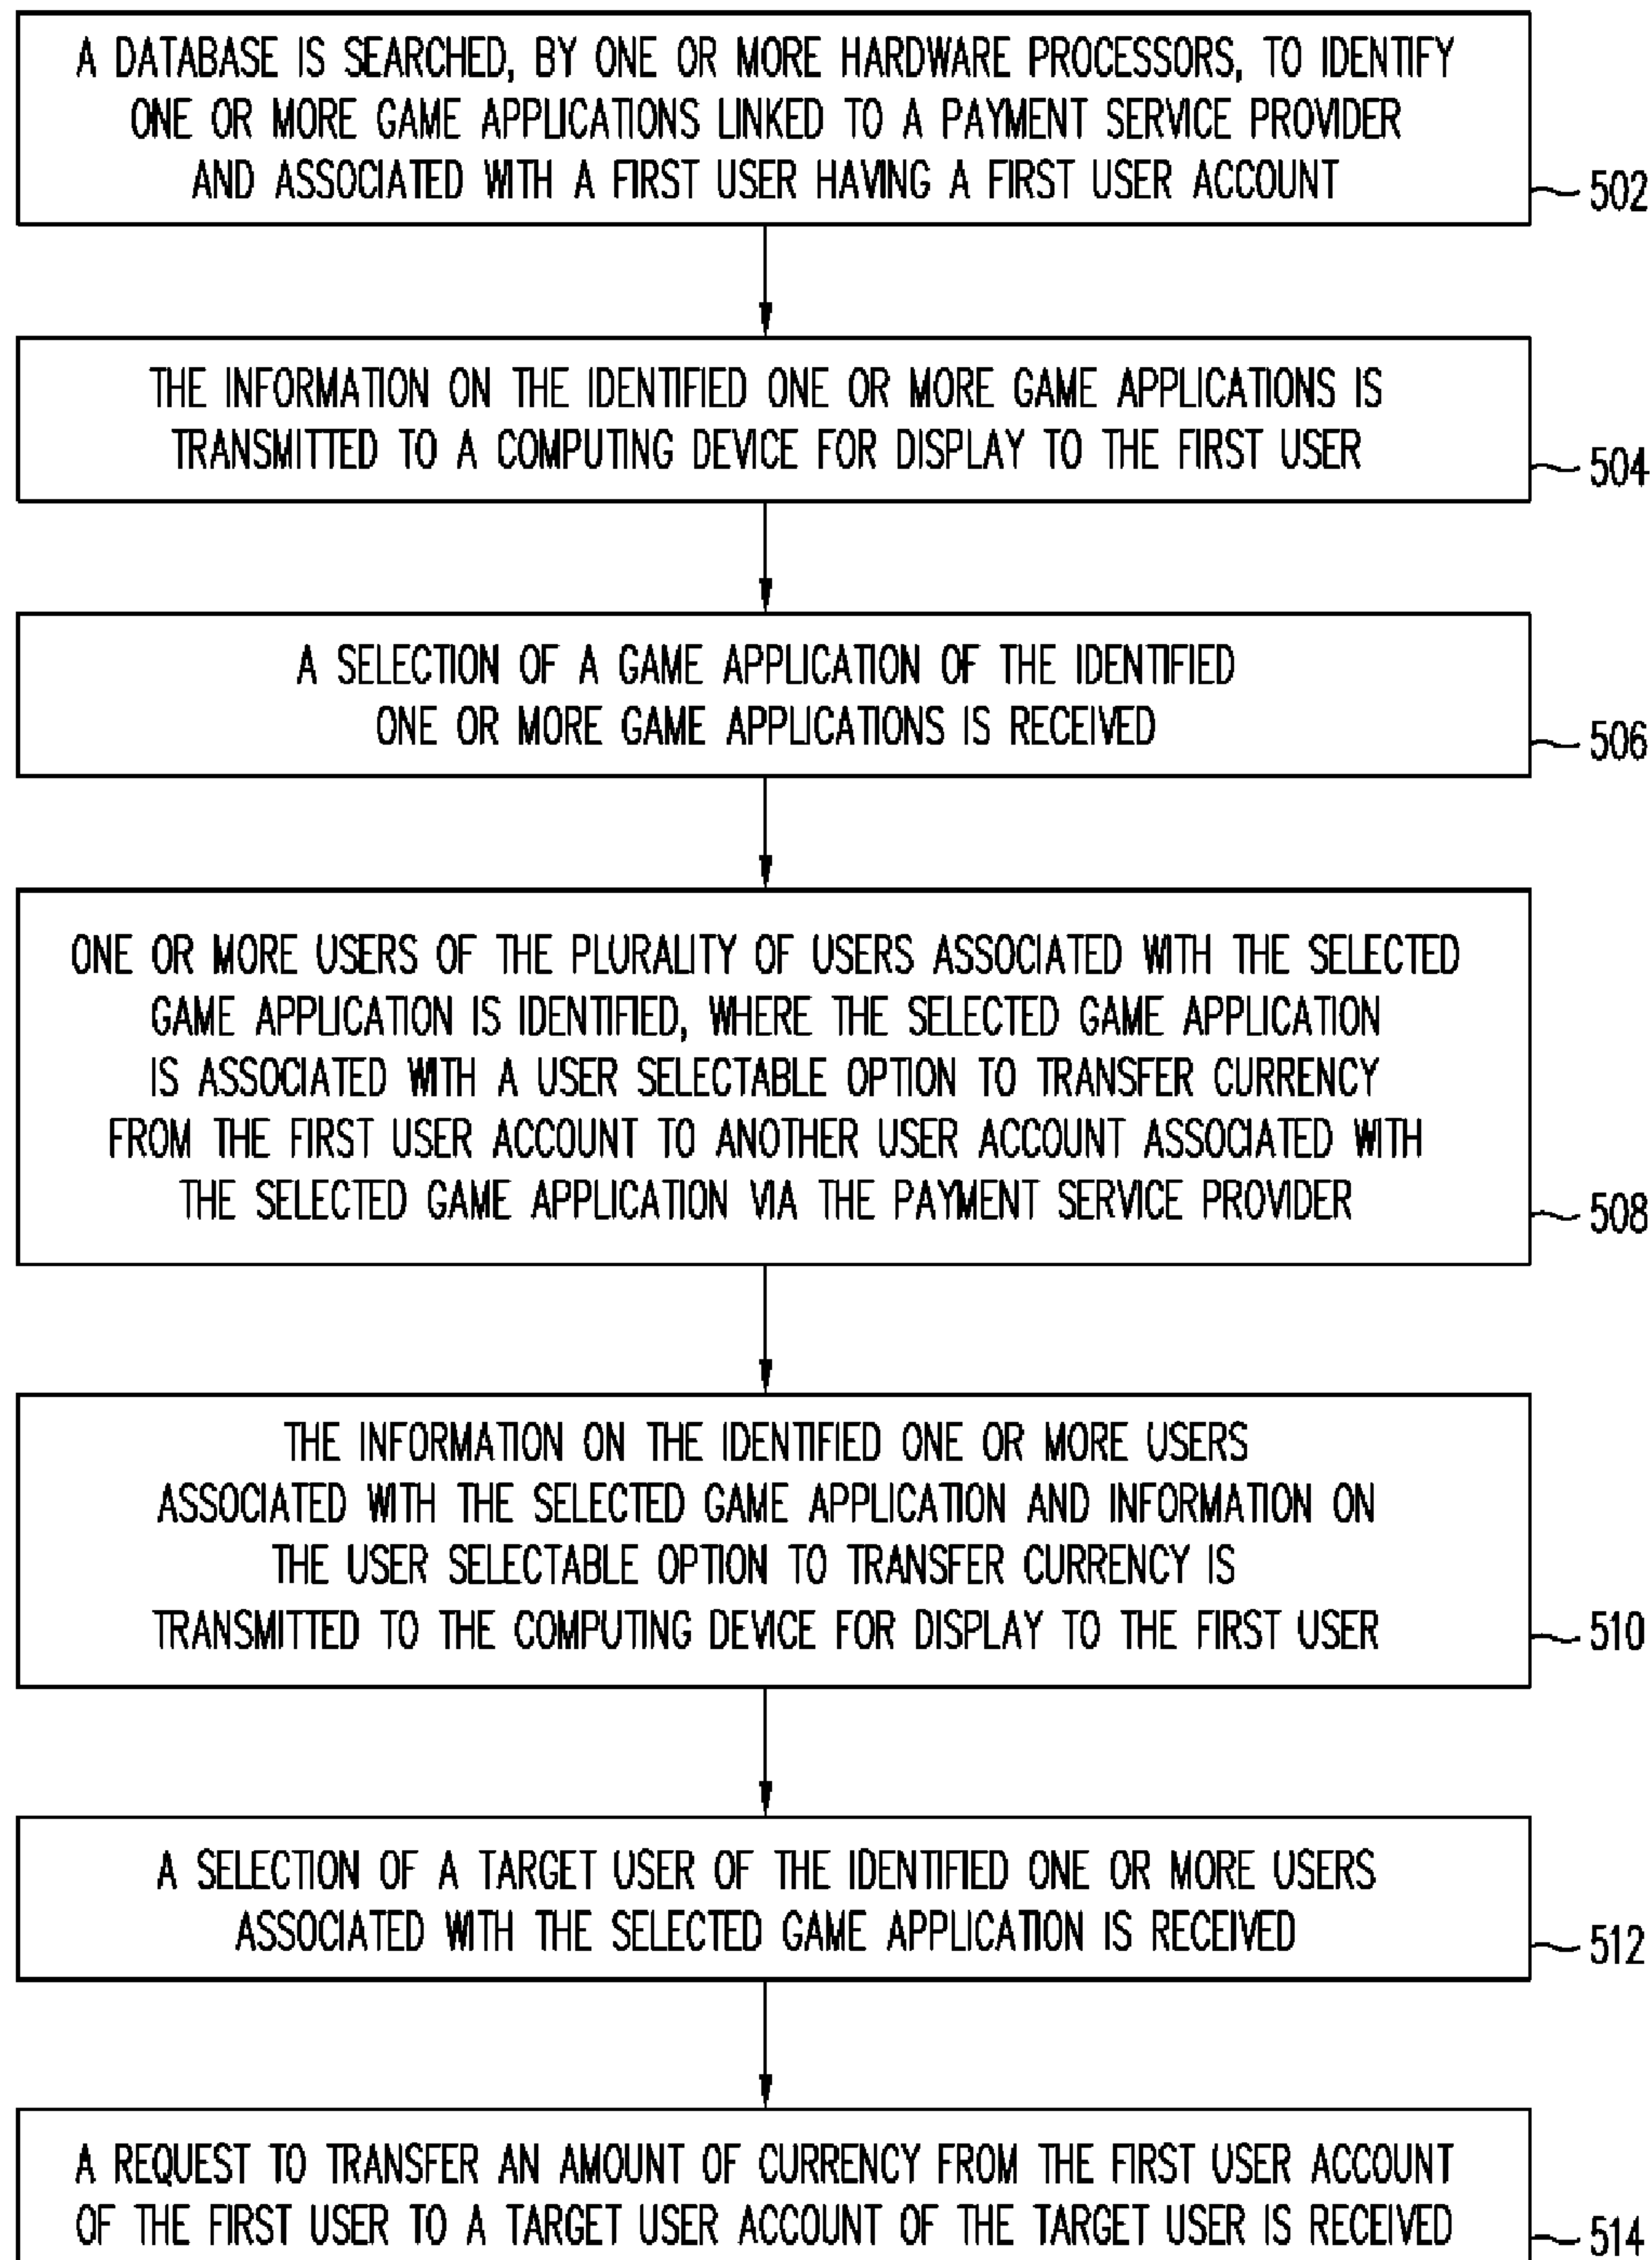 A DATABASE IS SEARCHED, BY ONE OR MORE HARDWARE PROCESSORS, TO IDENTIFY
ONE OR MORE GAME APPLICATIONS LINKED TO A PAYMENT SERVICE PROVIDER
AND ASSOCIATED WITH A FIRST USER HAVING A FIRST USER ACCOUNT
502
THE INFORMATION ON THE IDENTIFIED ONE OR MORE GAME APPLICATIONS IS
TRANSMITTED TO A COMPUTING DEVICE FOR DISPLAY TO THE FIRST USER
504
A SELECTION OF A GAME APPLICATION OF THE IDENTIFIED
ONE OR MORE GAME APPLICATIONS IS RECEIVED
506
ONE OR MORE USERS OF THE PLURALITY OF USERS ASSOCIATED WITH THE SELECTED
GAME APPLICATION IS IDENTIFIED, WHERE THE SELECTED GAME APPLICATION
IS ASSOCIATED WITH A USER SELECTABLE OPTION TO TRANSFER CURRENCY
FROM THE FIRST USER ACCOUNT TO ANOTHER USER ACCOUNT ASSOCIATED WITH
THE SELECTED GAME APPLICATION VIA THE PAYMENT SERVICE PROVIDER
508
THE INFORMATION ON THE IDENTIFIED ONE OR MORE USERS
ASSOCIATED WITH THE SELECTED GAME APPLICATION AND INFORMATION ON
THE USER SELECTABLE OPTION TO TRANSFER CURRENCY IS
TRANSMITTED TO THE COMPUTING DEVICE FOR DISPLAY TO THE FIRST USER
510
A SELECTION OF A TARGET USER OF THE IDENTIFIED ONE OR MORE USERS
ASSOCIATED WITH THE SELECTED GAME APPLICATION IS RECEIVED
512
A REQUEST TO TRANSFER AN AMOUNT OF CURRENCY FROM THE FIRST USER ACCOUNT
OF THE FIRST USER TO A TARGET USER ACCOUNT OF THE TARGET USER IS RECEIVED
514